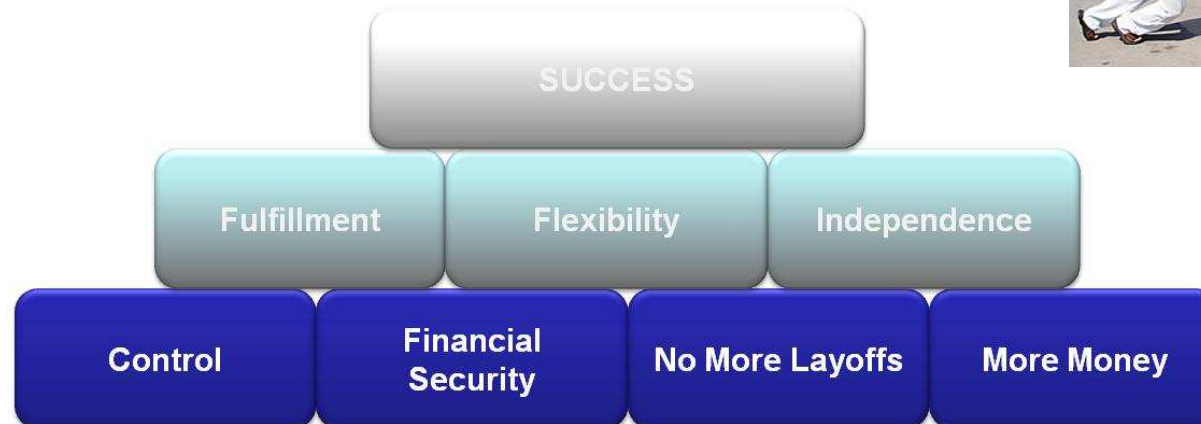 SUCCESS
Fulfillment
Flexibility
Independence
Control
Financial
Security
No More Layoffs
More Money